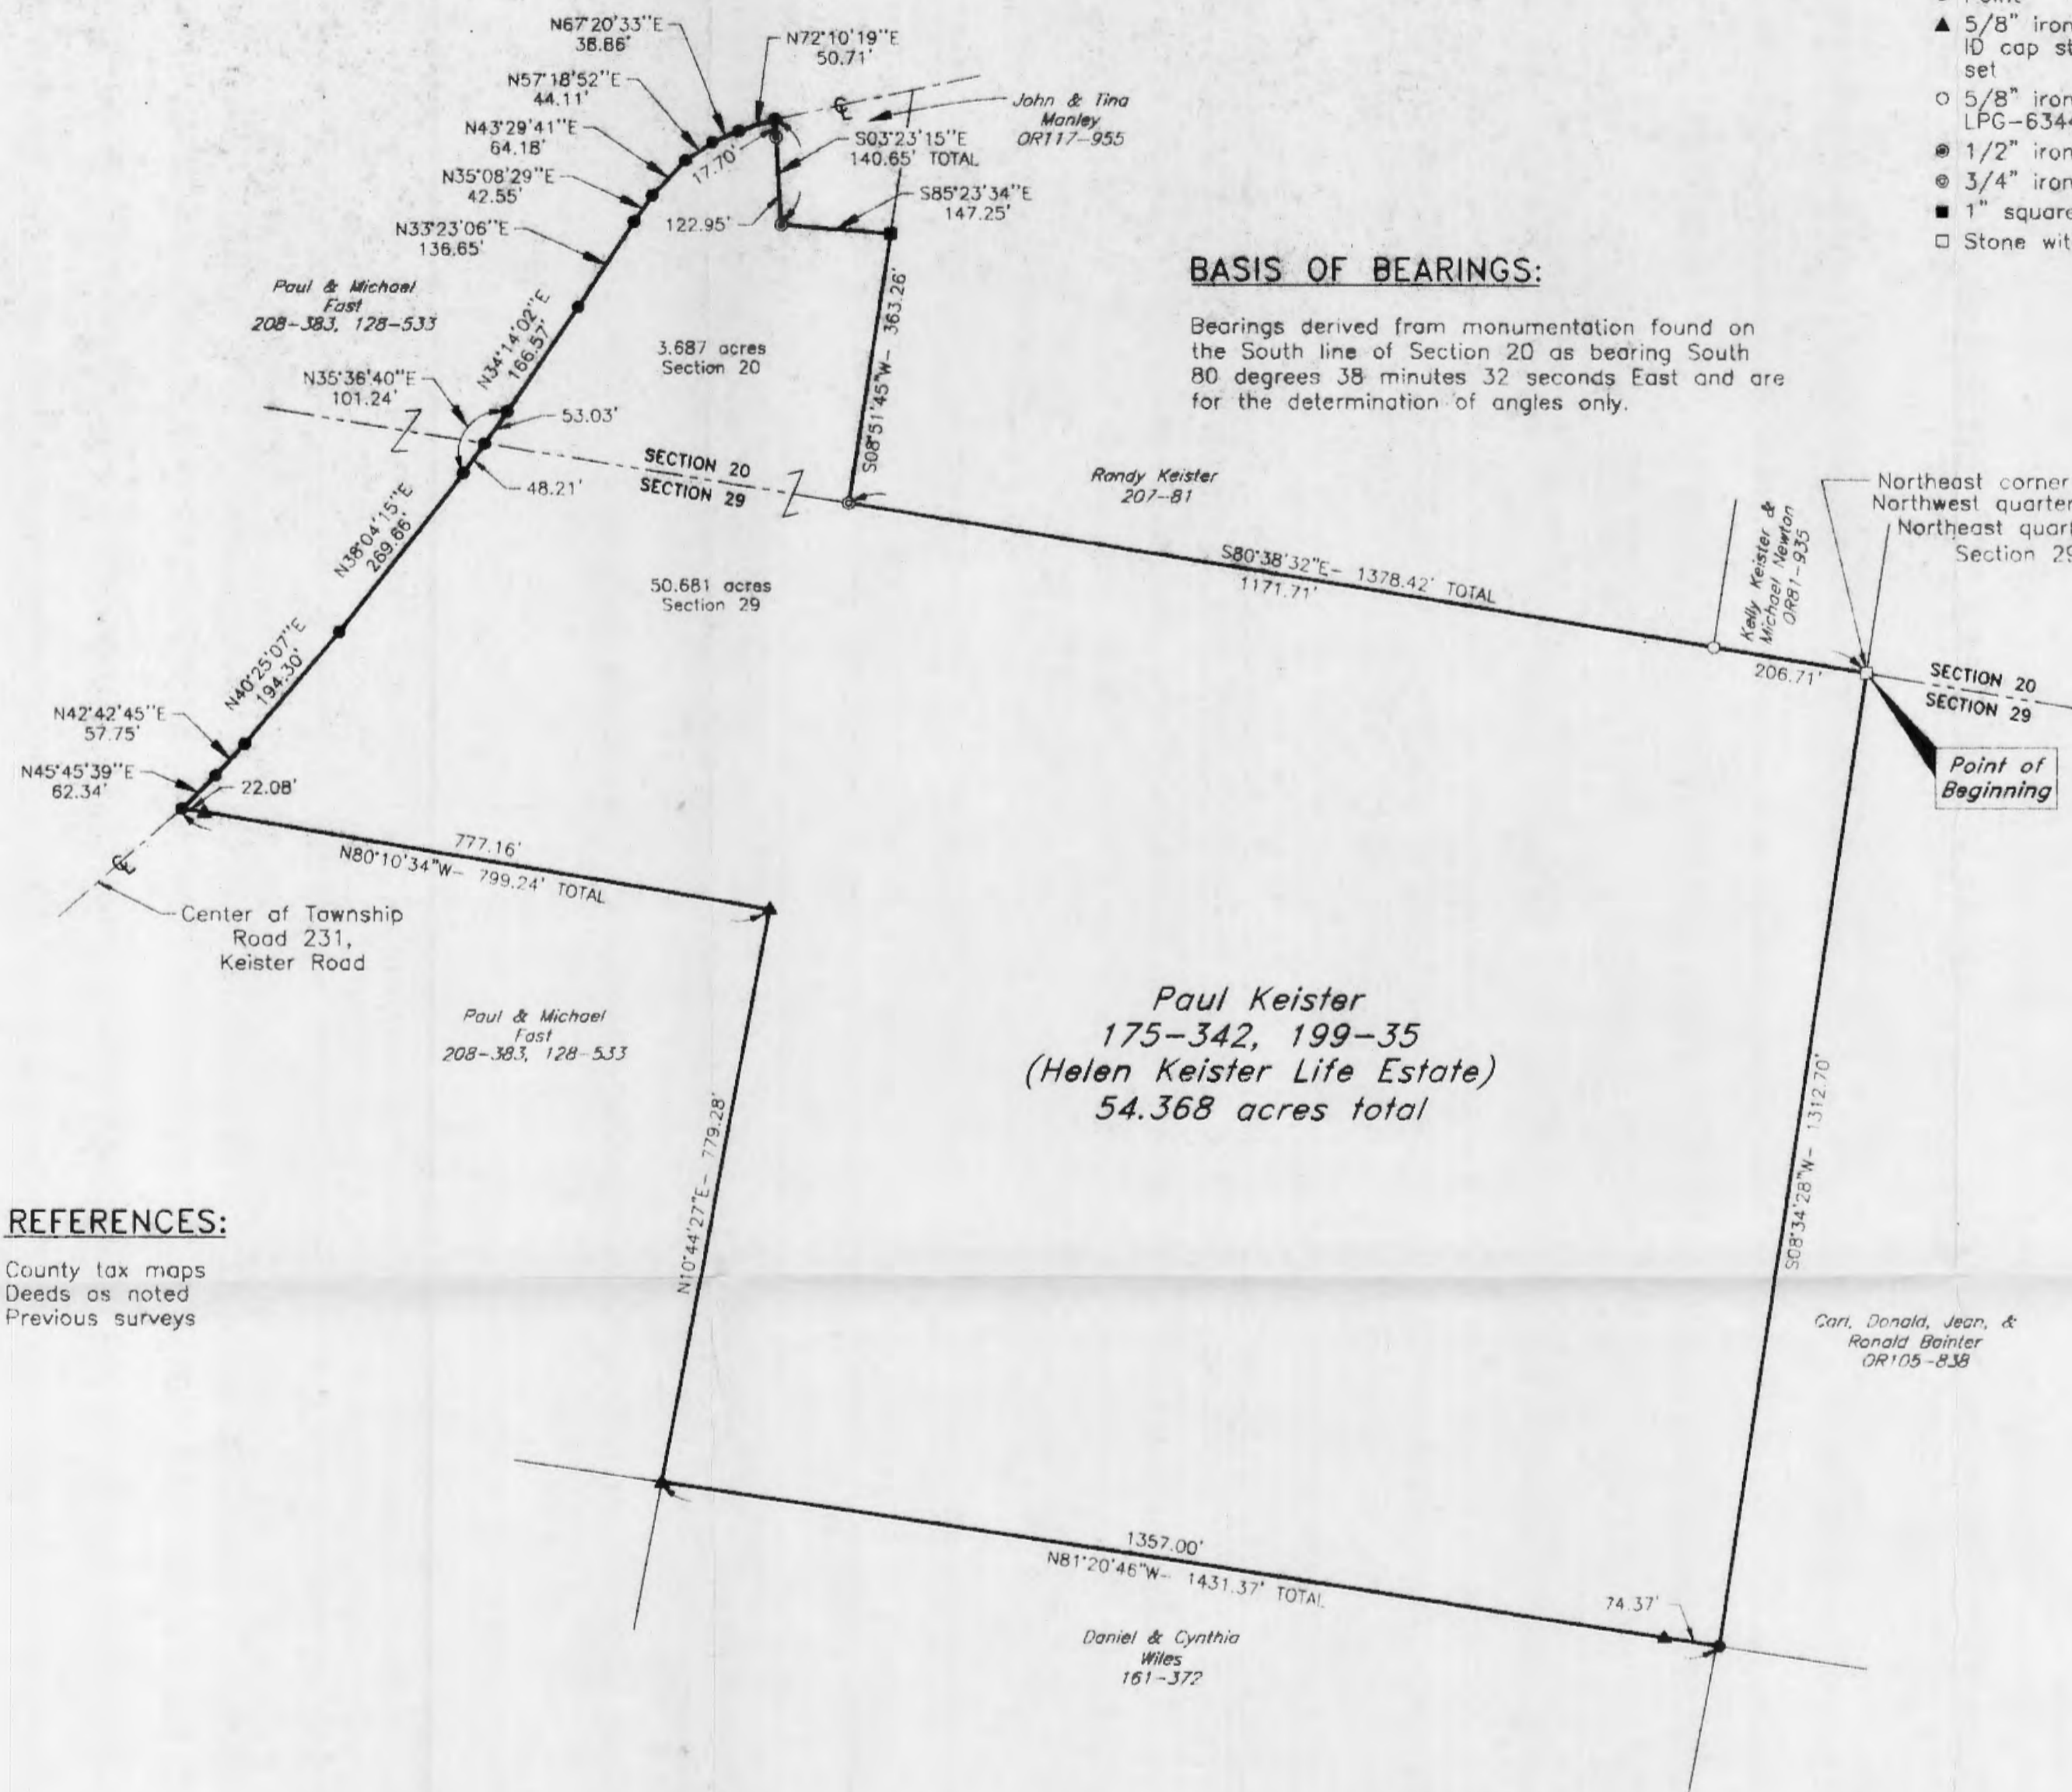 N67°20'33"E
38.86'
N72°10'19"E
50.71'
N57°18'52"E
44.11'
N43°29'41"E
64.18'
N35°08'29"E
42.55'
N33°23'06"E
136.65'
17.70'
John & Tina
Manley
OR117-955
S03°23'15"E
140.65' TOTAL
S85°23'34"E
147.25'
122.95'
5/8" iron
ID cap
set
5/8" iron
1/2" iron
3/4" iron
1" square
Stone
BASIS OF BEARINGS:
Bearings derived from monumentation found on
the South line of Section 20 as bearing South
80 degrees 38 minutes 32 seconds East and are
for the determination of angles only.
Paul & Michael
Fast
208-383, 128-533
N34°14'02"E
166.57'
3.687 acres
Section 20
S08°51'45"W- 363.26'
N35°36'40"E
101.24'
53.03'
48.21'
SECTION 20
SECTION 29
Randy Keister
207-81
Kelly Keister &
Michael Newton
OR81-935
Northeast corner
Northwest quarter
Northeast
Section 29
N38°04'15"E
269.66'
50.681 acres
Section 29
S80°38'32"E- 1378.42' TOTAL
1171.71'
206.71'
SECTION 20
SECTION 29
Point of
Beginning
N40°25'07"E
194.30'
N42°42'45"E
57.75'
N45°45'39"E
62.34'
22.08'
777.16'
N80°10'34"W- 799.24' TOTAL
Center of Township
Road 231,
Keister Road
Paul & Michael
Fast
208-383, 128-533
Paul Keister
175-342, 199-35
(Helen Keister Life Estate)
54.368 acres total
N10°44'27"E- 779.28'
S08°34'28"W- 1312.70'
REFERENCES:
County tax maps
Deeds as noted
Previous surveys
Carl, Donald, Jean, &
Ronald Bainter
OR105-838
1357.00'
N81°20'46"W- 1431.37' TOTAL
74.37'
Daniel & Cynthia
Wiles
161-372